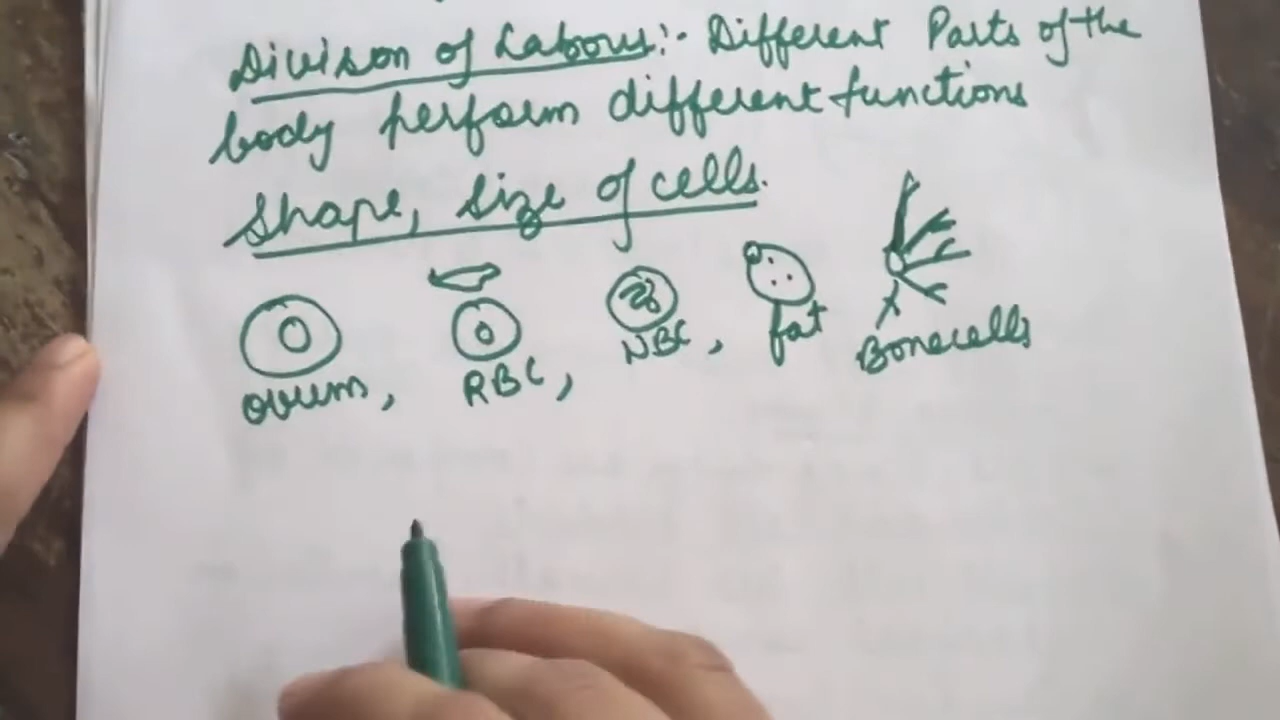 Divison of Labour:- Different Parts of the
body perform different functions
Shape, size of cells.
ovum, RBC, WBC, fat Bonecells